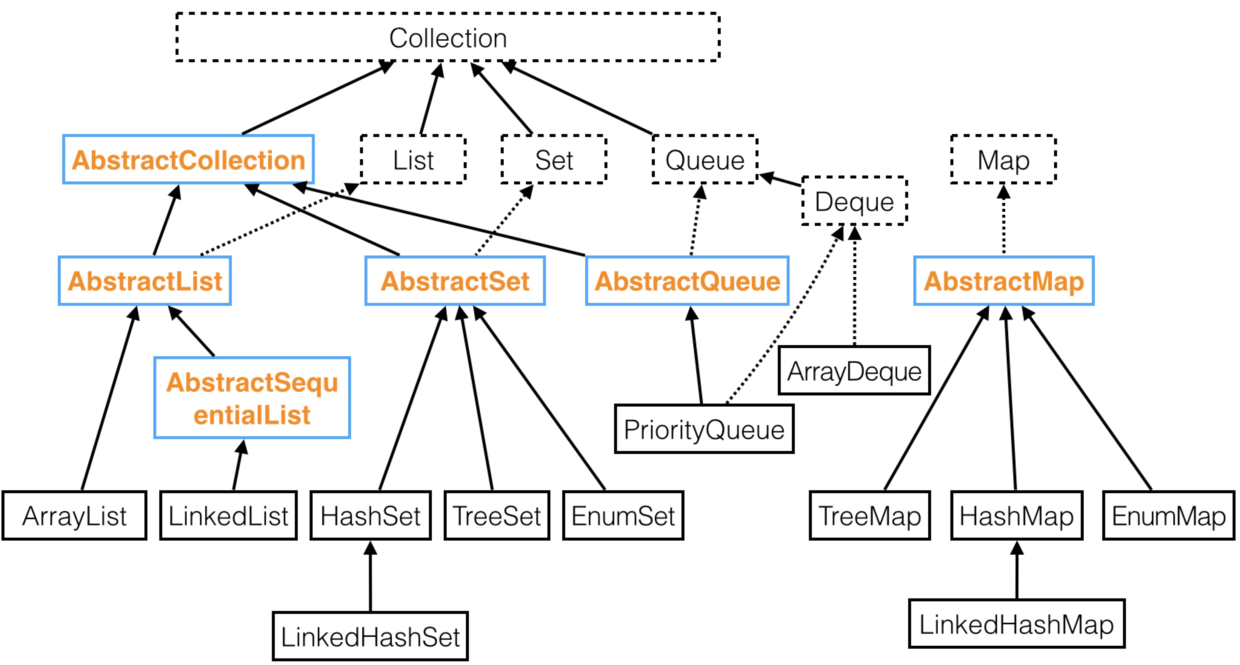 Collection
AbstractCollection
List
Set
Queue
Map
Deque
AbstractList
AbstractSet
AbstractQueue
AbstractMap
AbstractSequ
entialList
ArrayDeque
PriorityQueue
ArrayList
LinkedList
HashSet
TreeSet
EnumSet
TreeMap
HashMap
EnumMap
LinkedHashSet
LinkedHashMap